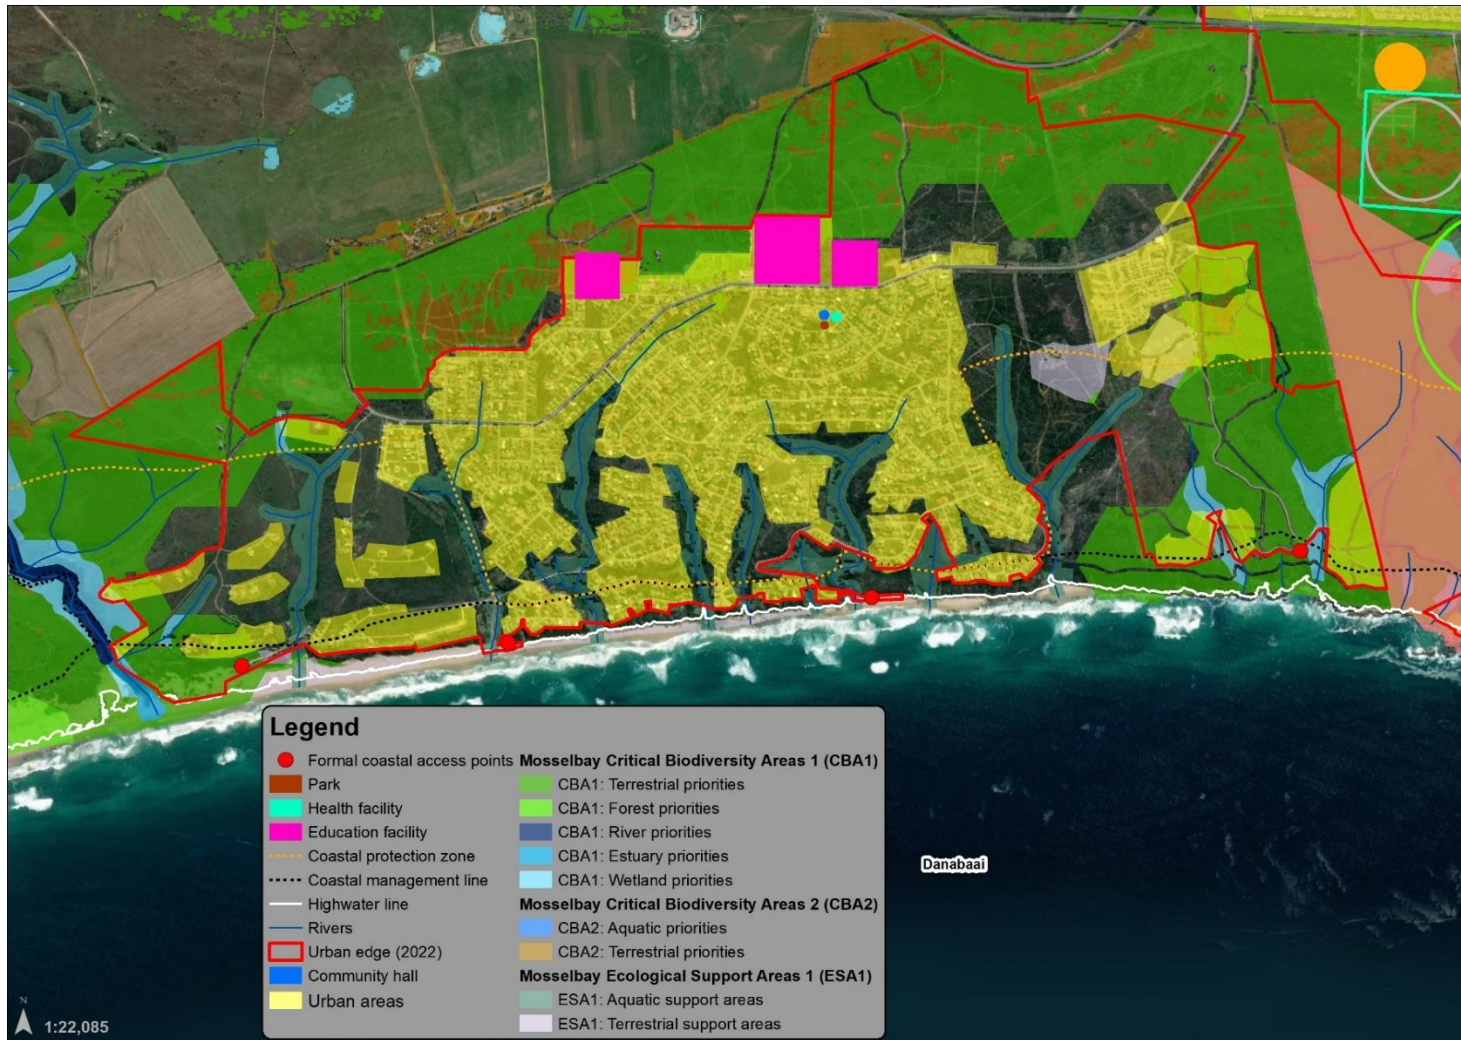 Danabaai
Legend
Formal coastal access points
Park
Health facility
Education facility
Coastal protection zone
Coastal management line
Highwater line
Rivers
Urban edge (2022)
Community hall
Urban areas
Mosselbay Critical Biodiversity Areas 1 (CBA1)
CBA1: Terrestrial priorities
CBA1: Forest priorities
CBA1: River priorities
CBA1: Estuary priorities
CBA1: Wetland priorities
Mosselbay Critical Biodiversity Areas 2 (CBA2)
CBA2: Aquatic priorities
CBA2: Terrestrial priorities
Mosselbay Ecological Support Areas 1 (ESA1)
ESA1: Aquatic support areas
ESA1: Terrestrial support areas
N
1:22,085